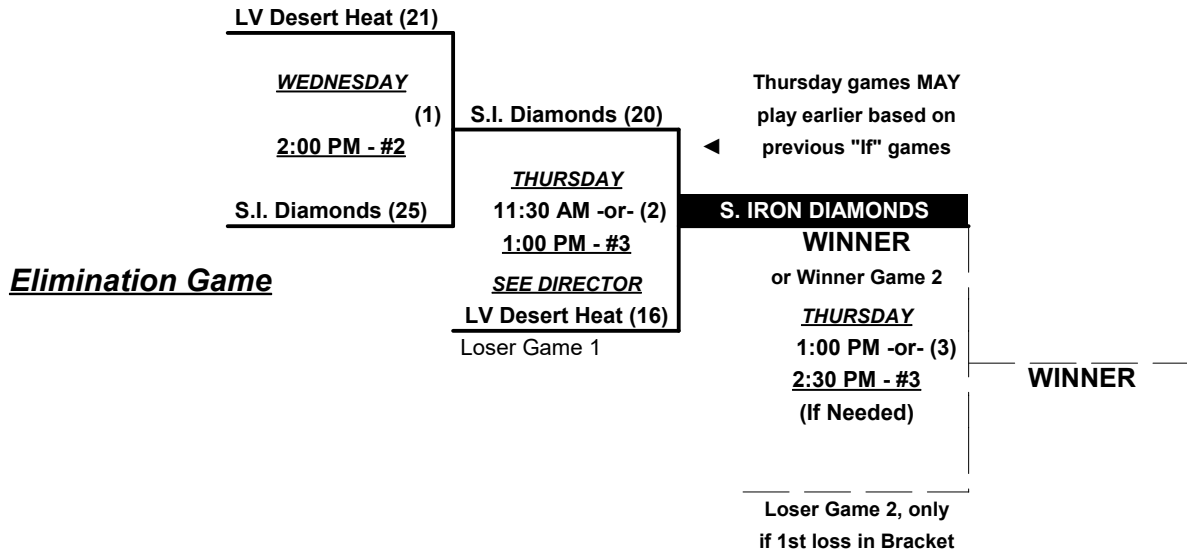 LV Desert Heat (21)
WEDNESDAY
(1)
2:00 PM - #2
S.I. Diamonds (25)
Elimination Game
S.I. Diamonds (20)
THURSDAY
11:30 AM -or- (2)
1:00 PM - #3
SEE DIRECTOR
LV Desert Heat (16)
Loser Game 1
Thursday games MAY
play earlier based on
◄ previous "If" games
S. IRON DIAMONDS
WINNER
or Winner Game 2
THURSDAY
1:00 PM -or- (3)
2:30 PM - #3
(If Needed)
Loser Game 2, only
if 1st loss in Bracket
WINNER